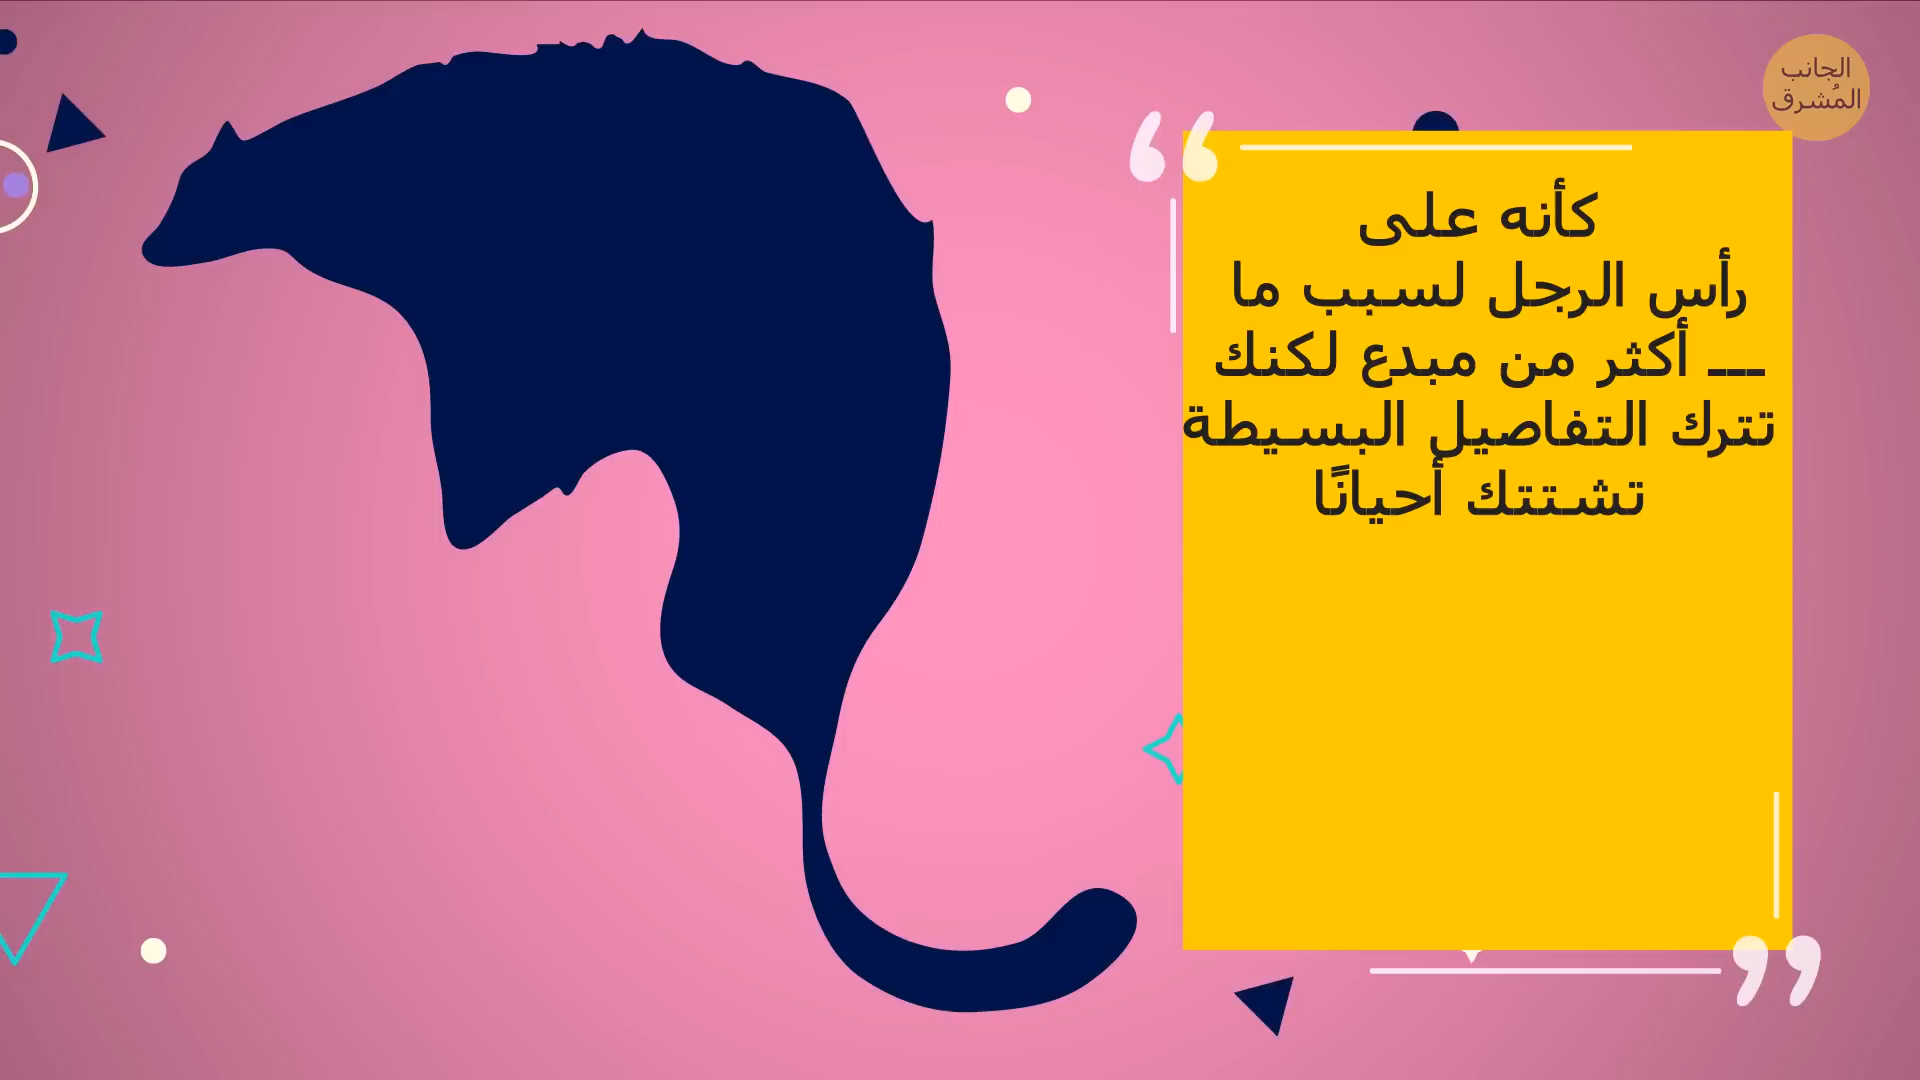 الجانب
المُشرق
كأنه على
رأس الرجل لسبب ما
ـــ أكثر من مبدع لكنك
تترك التفاصيل البسيطة
تشتتك أحيانًا